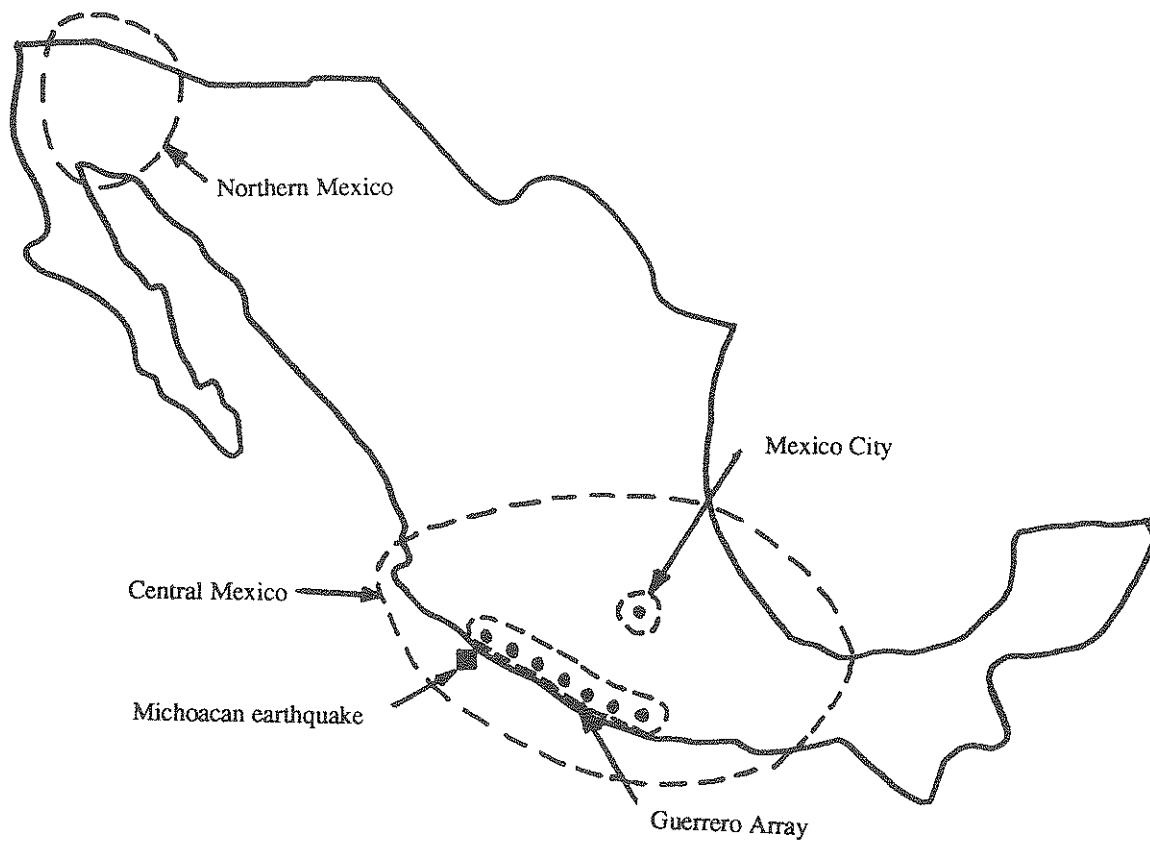 Northern Mexico
Mexico City
Central Mexico
Michoacan earthquake
Guerrero Array